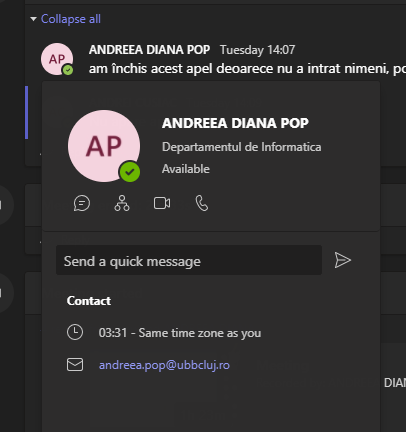 Collapse all
AP ANDREEA DIANA POP Tuesday 14:07
am închis acest apel deoarece nu a intrat nimeni, po
AP
ANDREEA DIANA POP
Departamentul de Informatica
Available
Send a quick message
Contact
03:31 - Same time zone as you
andreea.pop@ubbcluj.ro
DIAN